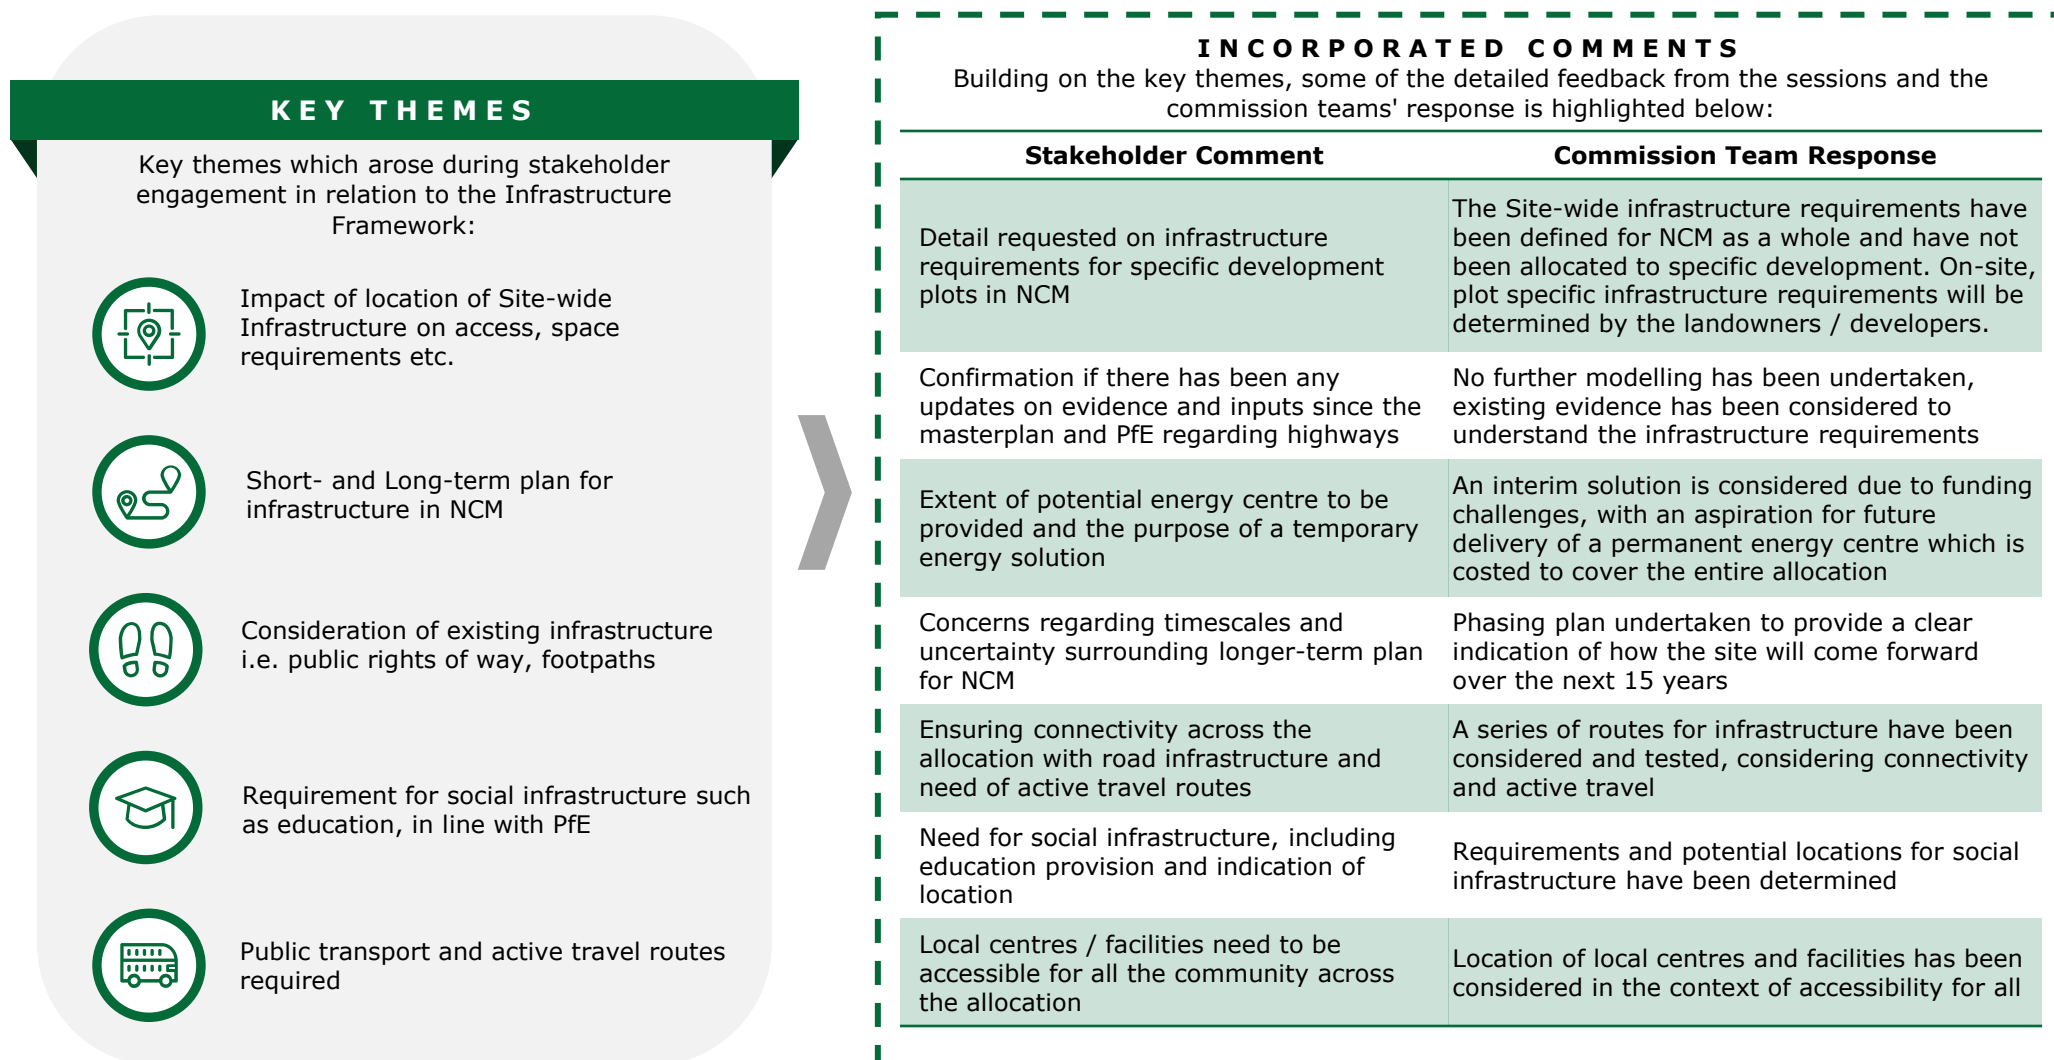 KEY THEMES
Key themes which arose during stakeholder
engagement in relation to the Infrastructure
Framework:
Impact of location of Site-wide
Infrastructure on access, space
requirements etc.
Short- and Long-term plan for
infrastructure in NCM
Consideration of existing infrastructure
i.e. public rights of way, footpaths
Requirement for social infrastructure such
as education, in line with PfE
Public transport and active travel routes
required
INCORPORATED COMMENTS
Building on the key themes, some of the detailed feedback from the sessions and the
commission teams' response is highlighted below:
Stakeholder Comment
Commission Team Response
Detail requested on infrastructure
requirements for specific development
plots in NCM
The Site-wide infrastructure requirements have
been defined for NCM as a whole and have not
been allocated to specific development. On-site,
plot specific infrastructure requirements will be
determined by the landowners / developers.
Confirmation if there has been any
updates on evidence and inputs since the
masterplan and PfE regarding highways
No further modelling has been undertaken,
existing evidence has been considered to
understand the infrastructure requirements
Extent of potential energy centre to be
provided and the purpose of a temporary
energy solution
An interim solution is considered due to funding
challenges, with an aspiration for future
delivery of a permanent energy centre which is
costed to cover the entire allocation
Concerns regarding timescales and
uncertainty surrounding longer-term plan
for NCM
Phasing plan undertaken to provide a clear
indication of how the site will come forward
over the next 15 years
Ensuring connectivity across the
allocation with road infrastructure and
need of active travel routes
A series of routes for infrastructure have been
considered and tested, considering connectivity
and active travel
Need for social infrastructure, including
education provision and indication of
location
Requirements and potential locations for social
infrastructure have been determined
Local centres / facilities need to be
accessible for all the community across
the allocation
Location of local centres and facilities has been
considered in the context of accessibility for all